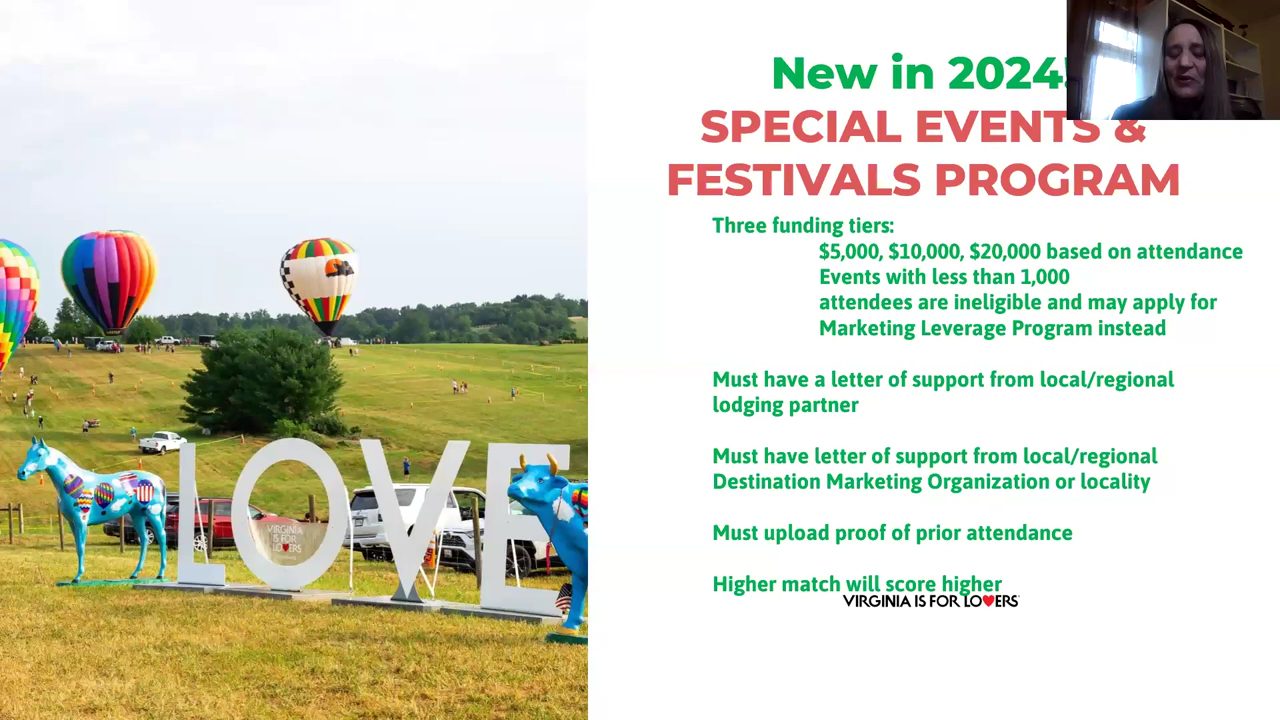 New in 2024!
SPECIAL EVENTS &
FESTIVALS PROGRAM
Three funding tiers:
$5,000, $10,000, $20,000 based on attendance
Events with less than 1,000
attendees are ineligible and may apply for
Marketing Leverage Program instead
Must have a letter of support from local/regional
lodging partner
Must have letter of support from local/regional
Destination Marketing Organization or locality
Must upload proof of prior attendance
Higher match will score higher
VIRGINIA IS FOR LOVERS
LOVE
VIRGINIA
IS FOR
LOVERS